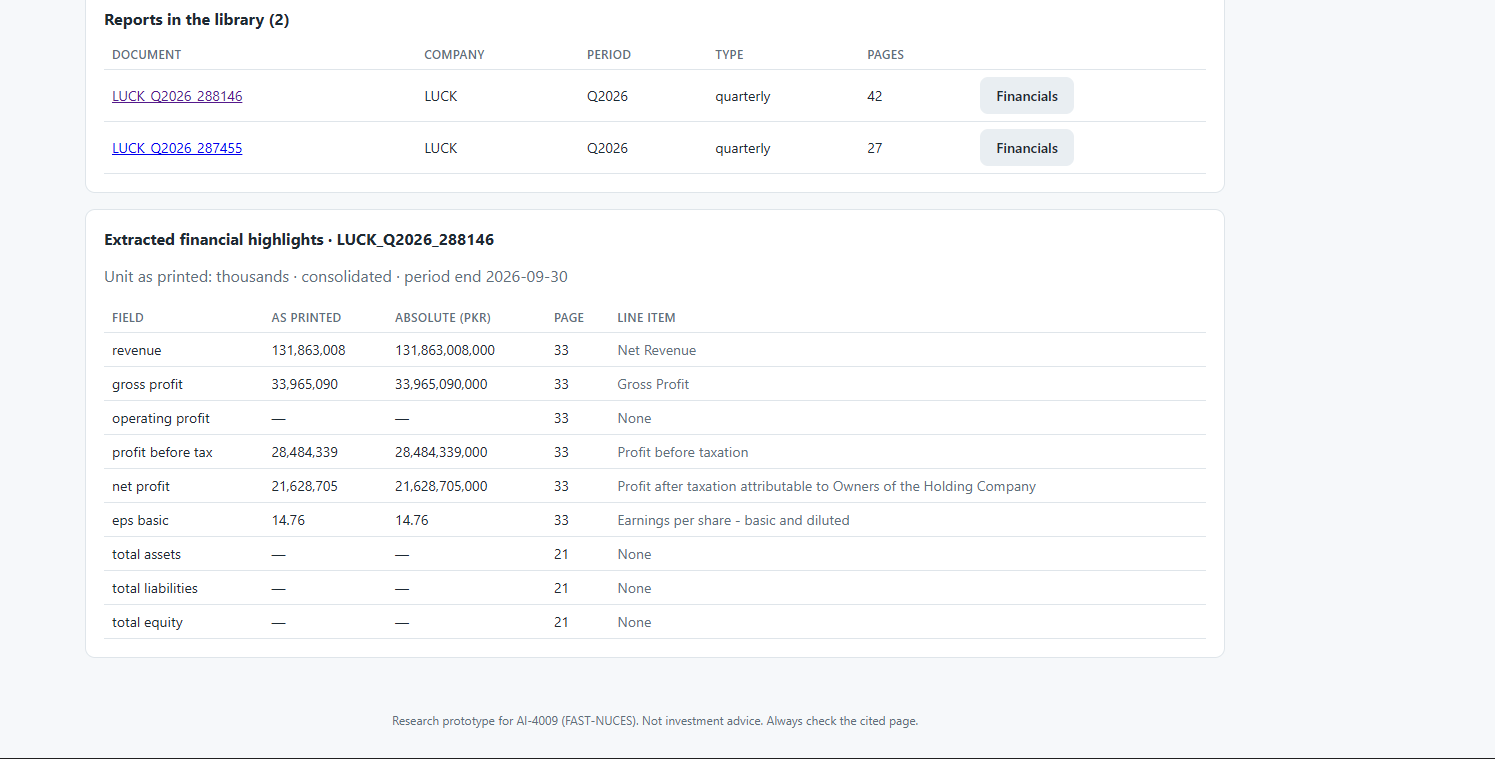 Reports in the library (2)
DOCUMENT COMPANY PERIOD TYPE PAGES
LUCK_Q2026_288146 LUCK Q2026 quarterly 42 Financials
LUCK_Q2026_287455 LUCK Q2026 quarterly 27 Financials
Extracted financial highlights · LUCK_Q2026_288146
Unit as printed: thousands · consolidated · period end 2026-09-30
FIELD AS PRINTED ABSOLUTE (PKR) PAGE LINE ITEM
revenue 131,863,008 131,863,008,000 33 Net Revenue
gross profit 33,965,090 33,965,090,000 33 Gross Profit
operating profit — — 33 None
profit before tax 28,484,339 28,484,339,000 33 Profit before taxation
net profit 21,628,705 21,628,705,000 33 Profit after taxation attributable to Owners of the Holding Company
eps basic 14.76 14.76 33 Earnings per share - basic and diluted
total assets — — 21 None
total liabilities — — 21 None
total equity — — 21 None
Research prototype for AI-4009 (FAST-NUCES). Not investment advice. Always check the cited page.